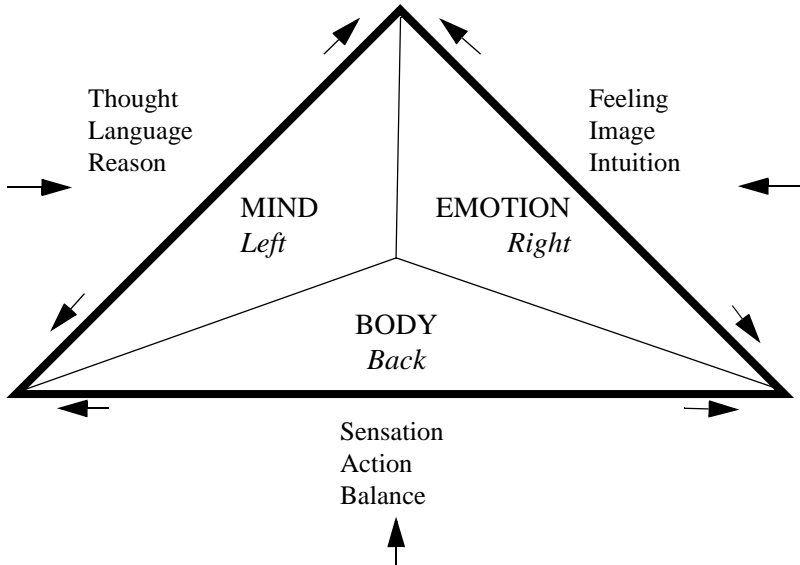 Thought
Language
Reason
Feeling
Image
Intuition
MIND
Left
EMOTION
Right
BODY
Back
Sensation
Action
Balance